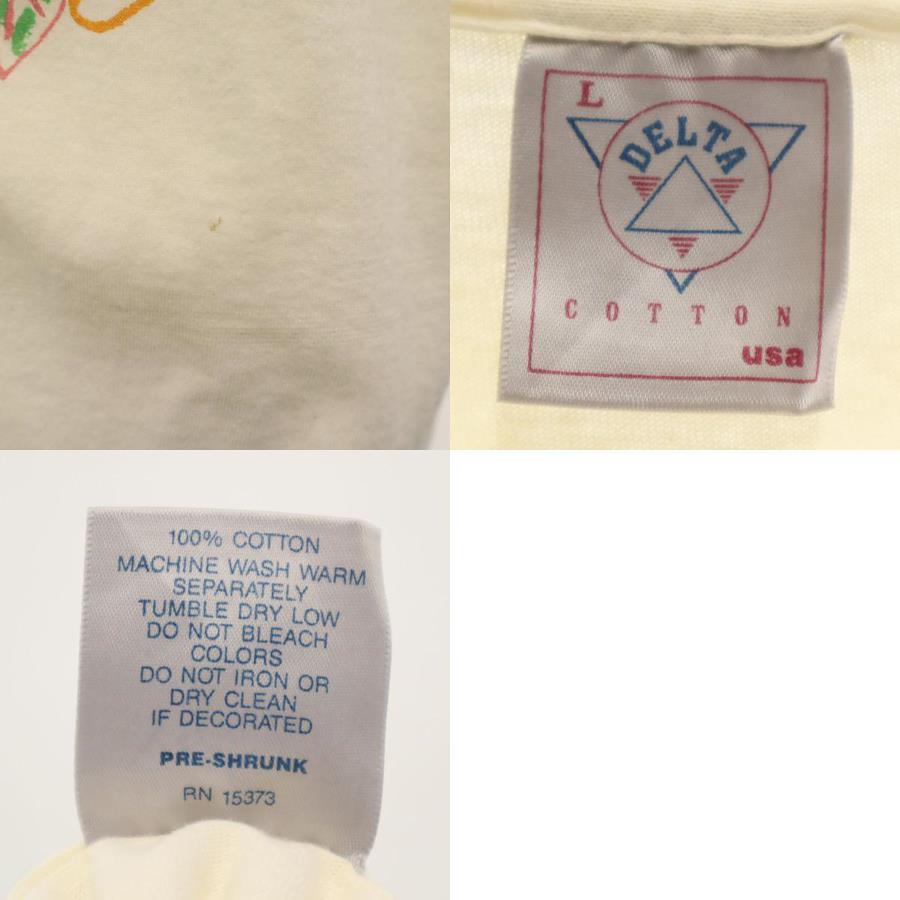 L
DELTA
COTTON
usa
100% COTTON
MACHINE WASH WARM
SEPARATELY
TUMBLE DRY LOW
DO NOT BLEACH
COLORS
DO NOT IRON OR
DRY CLEAN
IF DECORATED
PRE-SHRUNK
RN 15373